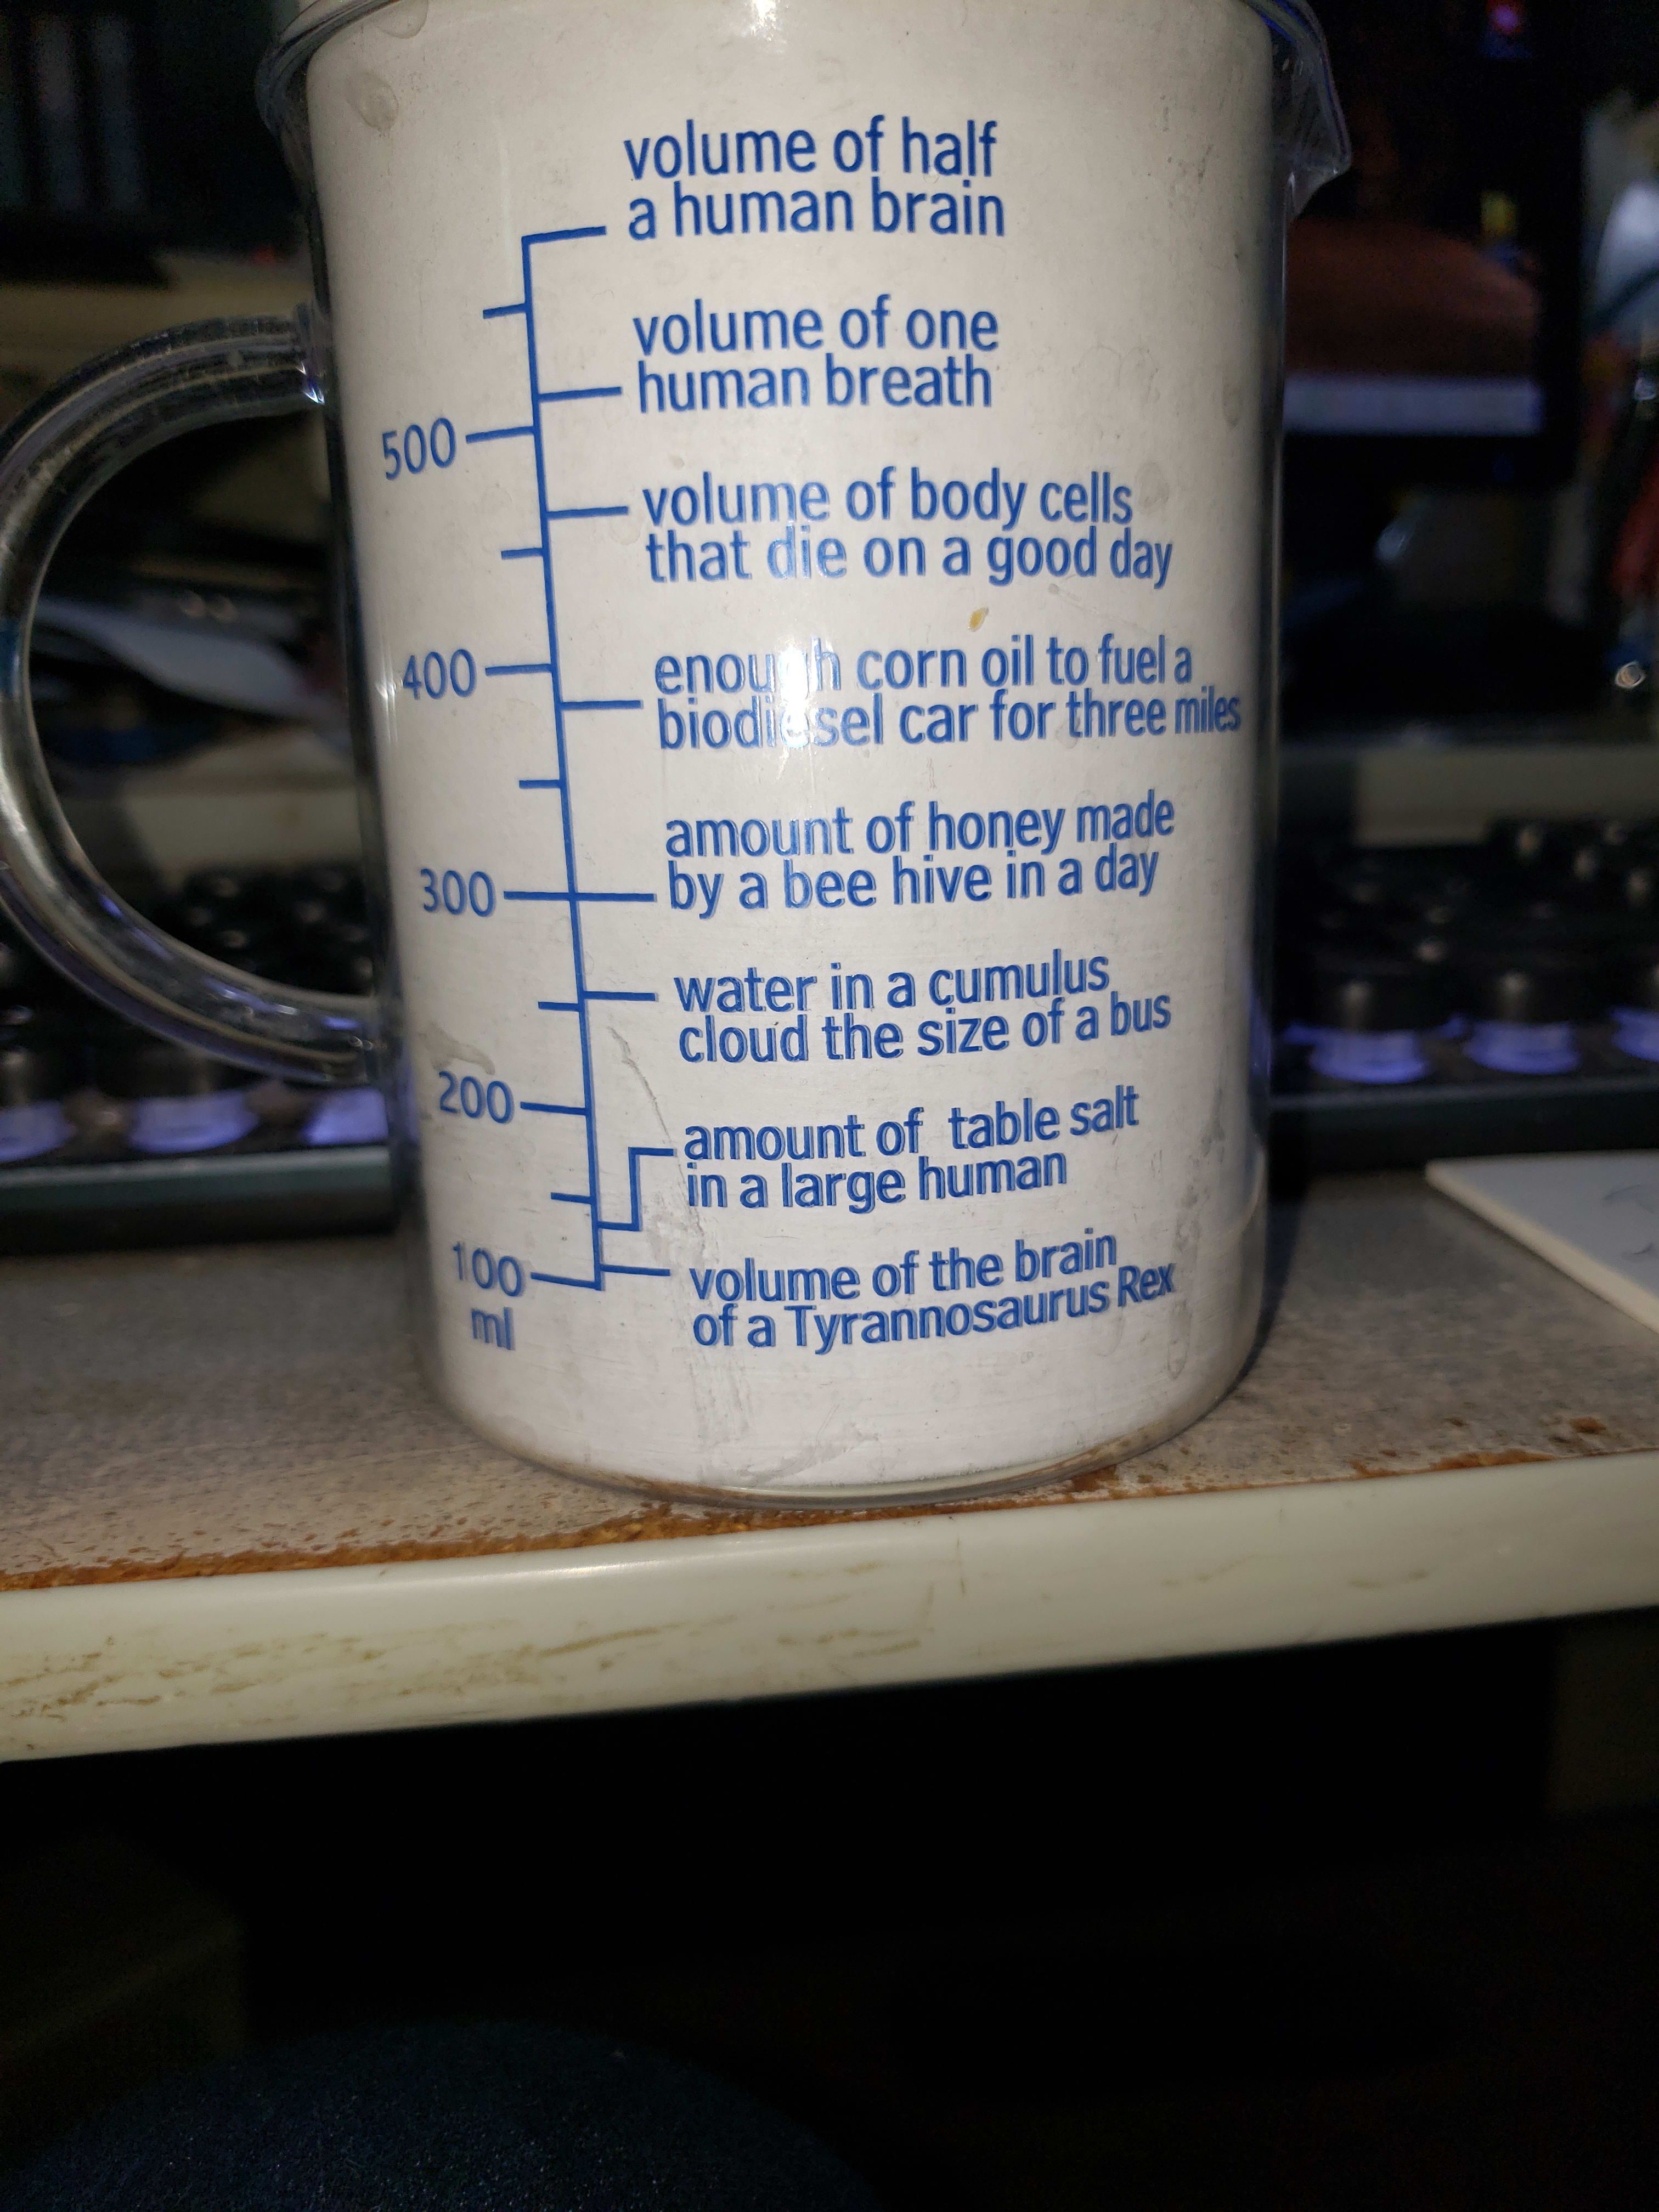 volume of half
a human brain
volume of one
human breath
500
volume of body cells
that die on a good day
400
enough corn oil to fuel a
biodiesel car for three miles
amount of honey made
300
by a bee hive in a day
water in a cumulus
cloud the size of a bus
200
amount of table salt
in a large human
100
ml
volume of the brain
of a Tyrannosaurus Rex